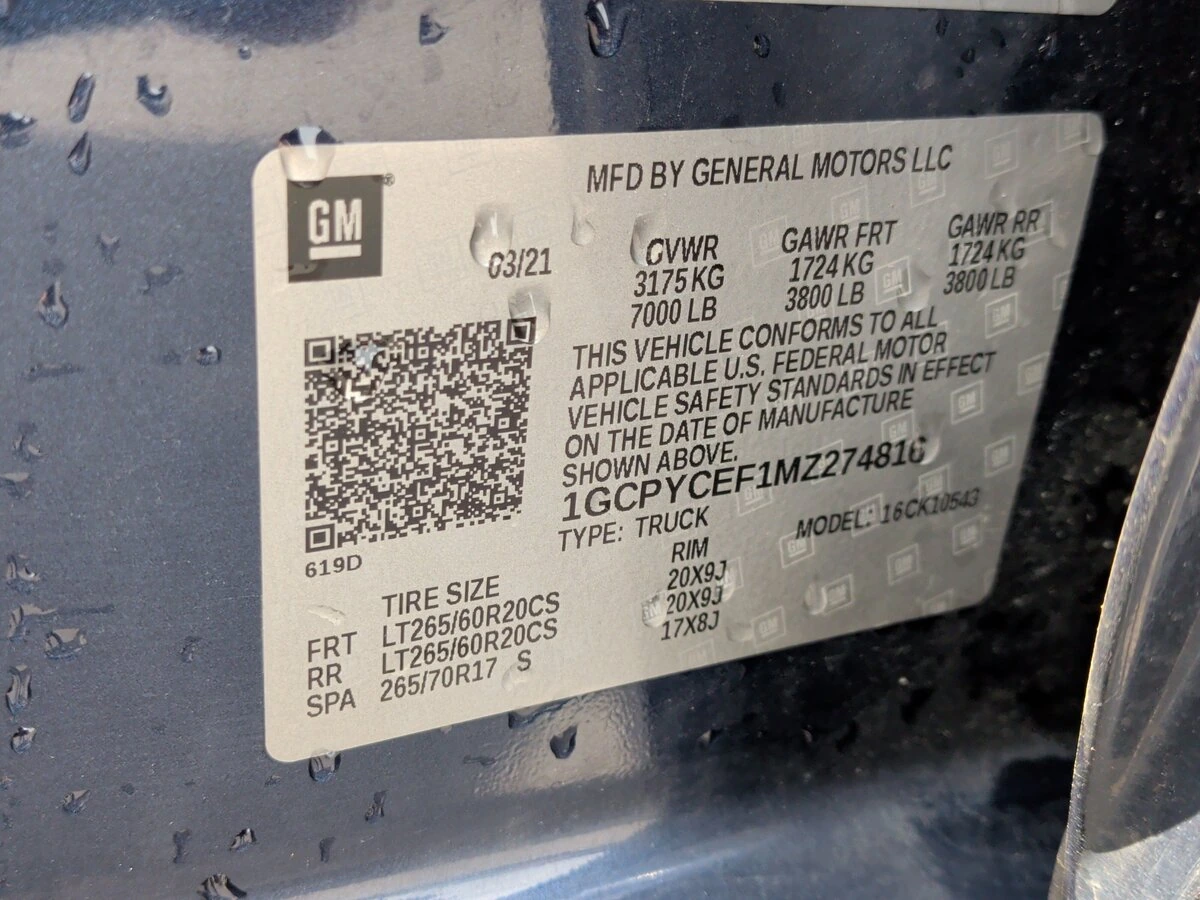 MFD BY GENERAL MOTORS LLC
GM
03/21
GVWR GAWR FRT GAWR RR
3175 KG 1724 KG 1724 KG
7000 LB 3800 LB 3800 LB
THIS VEHICLE CONFORMS TO ALL
APPLICABLE U.S. FEDERAL MOTOR
VEHICLE SAFETY STANDARDS IN EFFECT
ON THE DATE OF MANUFACTURE
SHOWN ABOVE.
1GCPYCEF1MZ274816
TYPE: TRUCK MODEL: 16CK10543
619D
TIRE SIZE RIM
FRT LT265/60R20CS 20X9J
RR LT265/60R20CS 20X9J
SPA 265/70R17 S 17X8J